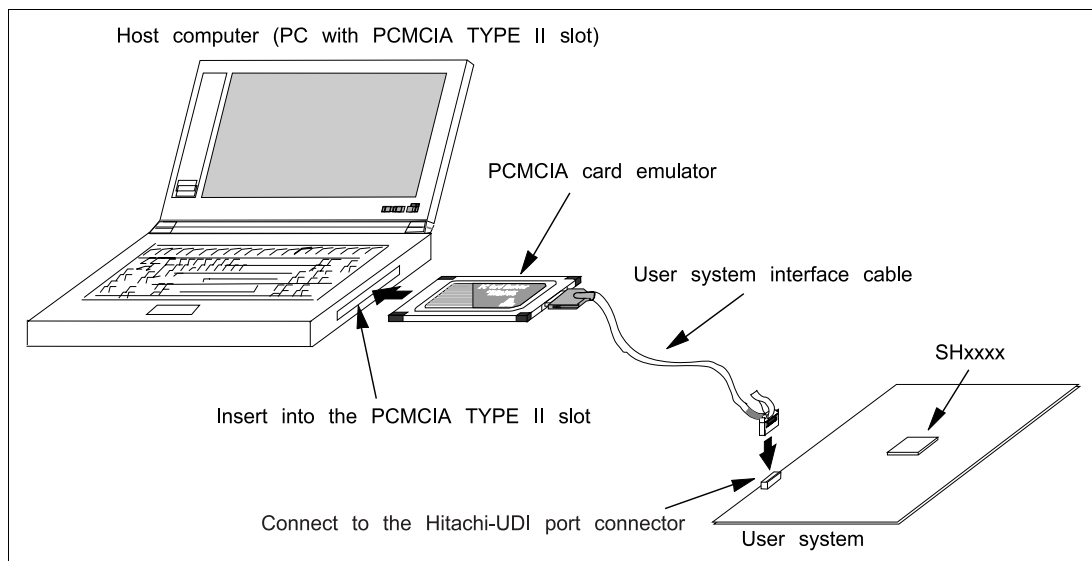 Host computer (PC with PCMCIA TYPE II slot)
PCMCIA card emulator
User system interface cable
SHxxxx
Insert into the PCMCIA TYPE II slot
Connect to the Hitachi-UDI port connector
User system